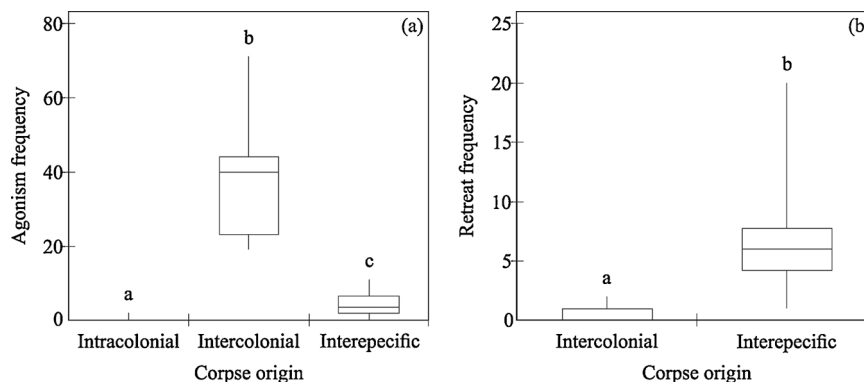 (a)
Agonism frequency
80
60
40
20
0
a
b
c
Intracolonial Intercolonial Interepecific
Corpse origin
(b
Retreat frequency
25
20
15
10
5
0
a
b
Intercolonial Interepecific
Corpse origin